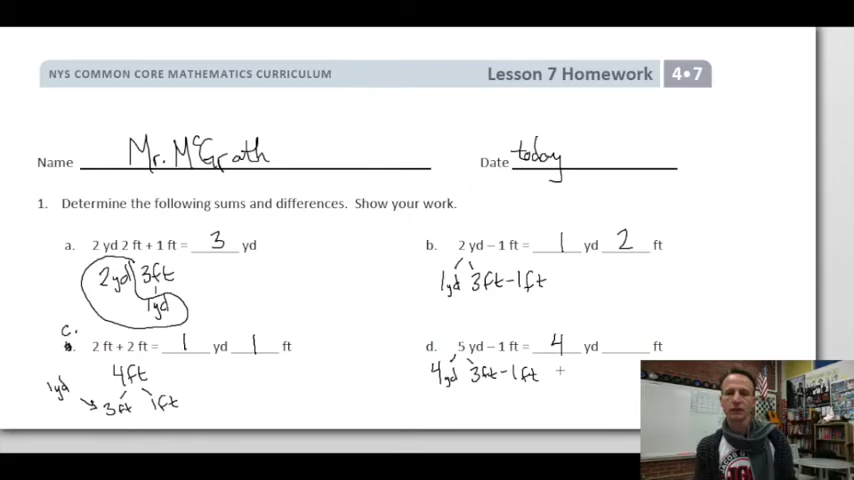 NYS COMMON CORE MATHEMATICS CURRICULUM
Lesson 7 Homework 4•7
Name Mr. McGrath Date today
1. Determine the following sums and differences. Show your work.
a. 2 yd 2 ft + 1 ft = 3 yd
2yd 3ft
1yd
b. 2 yd – 1 ft = 1 yd 2 ft
1yd 3ft-1ft
c.
2 ft + 2 ft = 1 yd 1 ft
4ft
1yd
3ft 1ft
d. 5 yd – 1 ft = 4 yd ft
4yd 3ft-1ft
JACOB